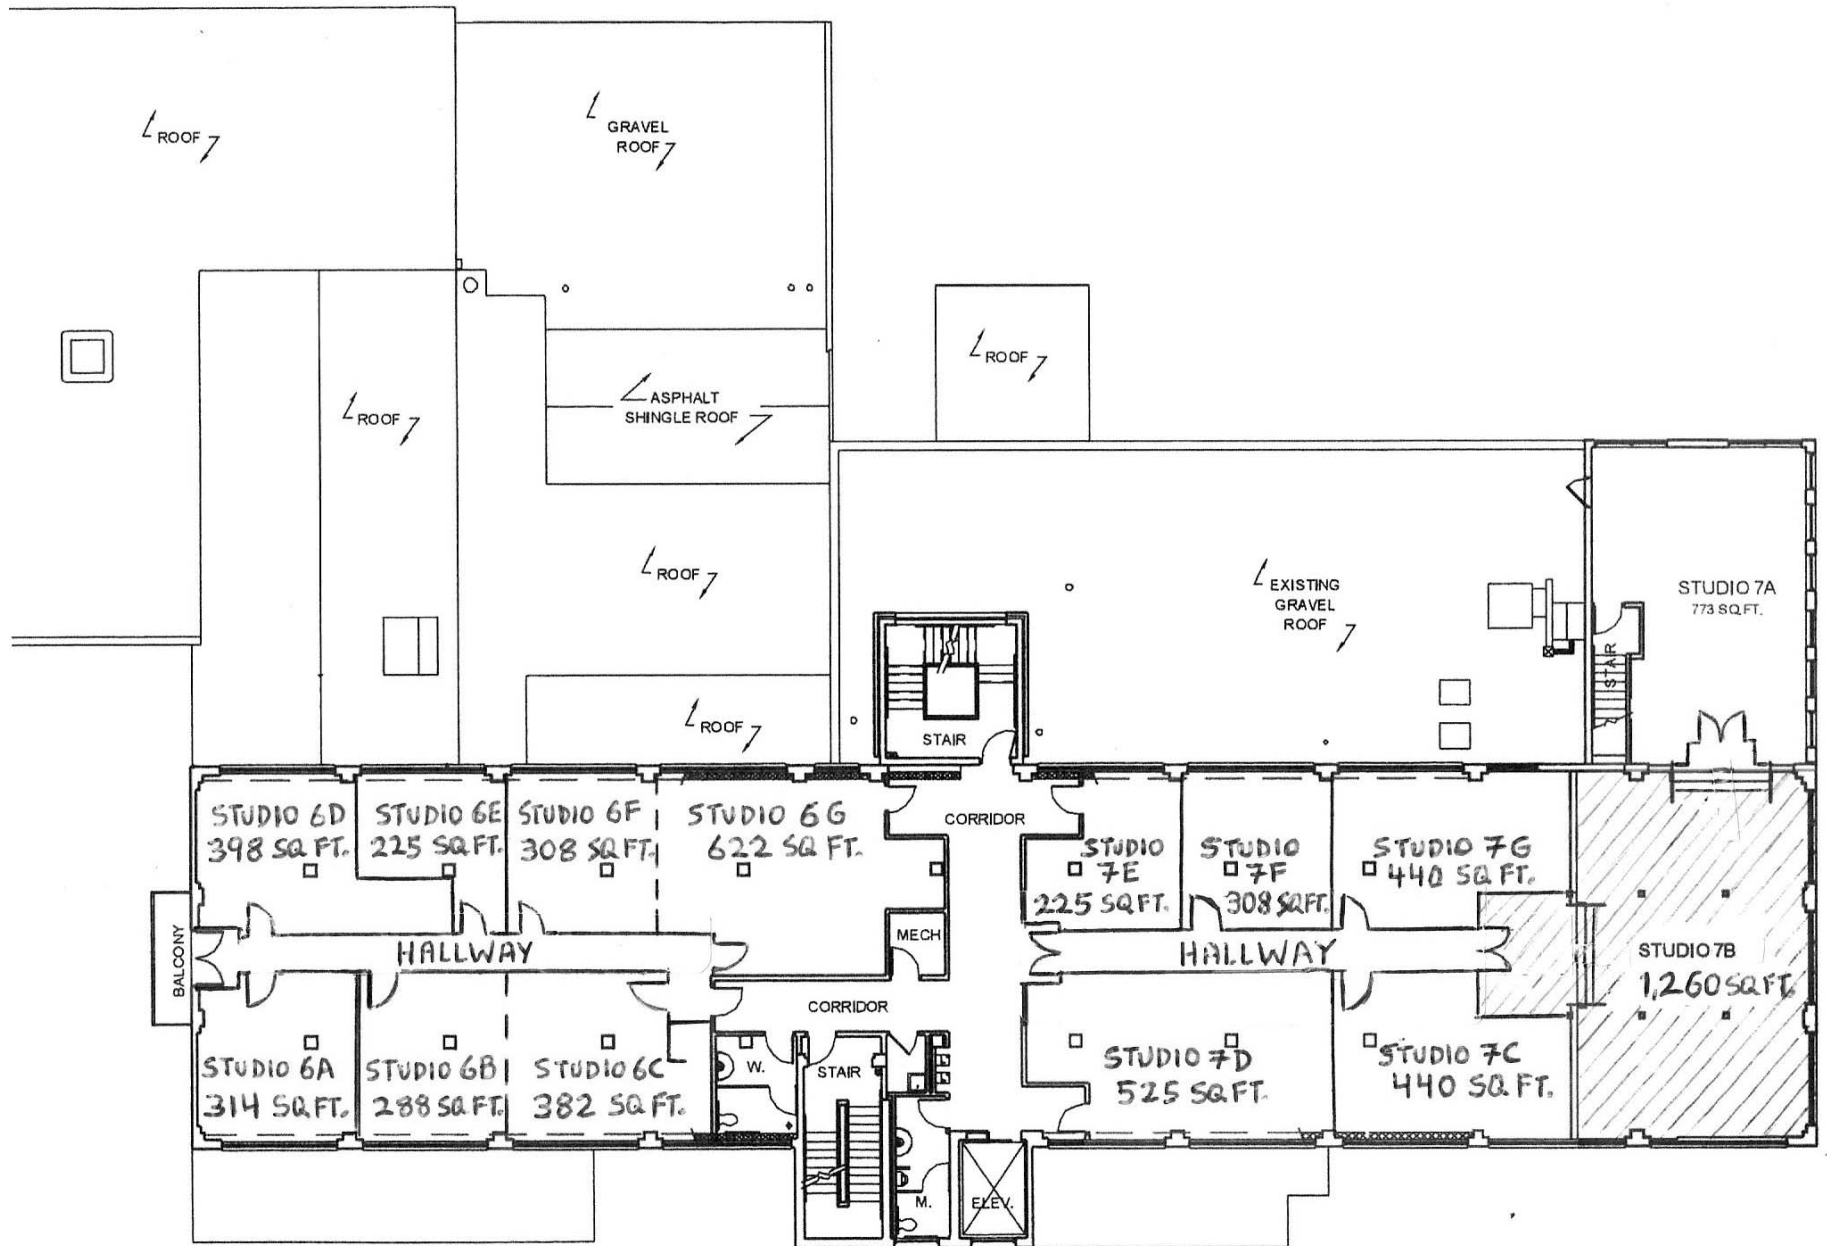 ROOF
GRAVEL
ROOF
ROOF
ROOF
ASPHALT
SHINGLE ROOF
ROOF
EXISTING
GRAVEL
ROOF
STUDIO 7A
773 SQ.FT.
STAIR
ROOF
STAIR
STUDIO 6D
398 SQ FT.
STUDIO 6E
225 SQ FT.
STUDIO 6F
308 SQ FT.
STUDIO 6G
622 SQ FT.
CORRIDOR
STUDIO
7E
225 SQ FT.
STUDIO
7F
308 SQ FT.
STUDIO 7G
440 SQ FT.
BALCONY
HALLWAY
MECH
HALLWAY
STUDIO 7B
1,260 SQ FT.
CORRIDOR
STUDIO 6A
314 SQ FT.
STUDIO 6B
288 SQ FT.
STUDIO 6C
382 SQ FT.
W.
STAIR
STUDIO 7D
525 SQ FT.
STUDIO 7C
440 SQ FT.
M.
ELEV.